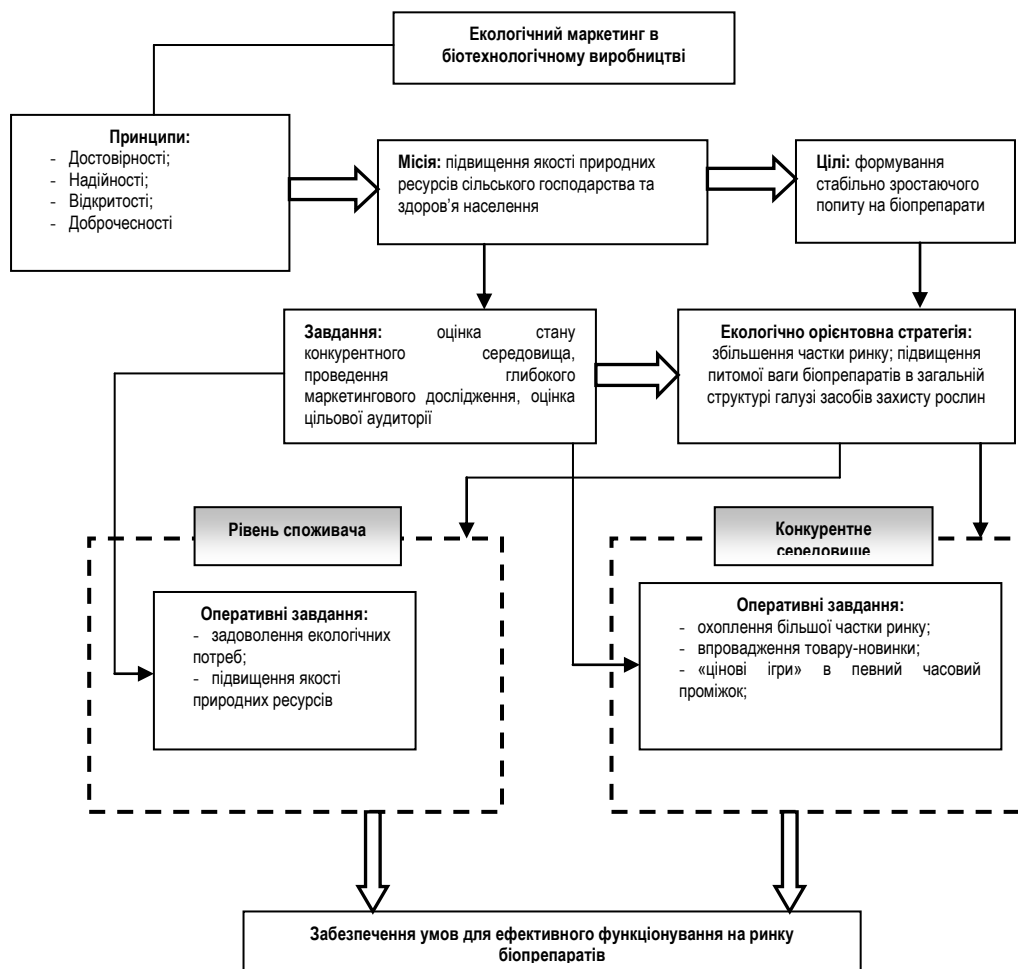 Екологічний маркетинг в
біотехнологічному виробництві
Принципи:
- Достовірності;
- Надійності;
- Відкритості;
- Доброчесності
Місія: підвищення якості природних
ресурсів сільського господарства та
здоров’я населення
Цілі: формування
стабільно зростаючого
попиту на біопрепарати
Завдання: оцінка стану
конкурентного середовища,
проведення глибокого
маркетингового дослідження, оцінка
цільової аудиторії
Екологічно орієнтовна стратегія:
збільшення частки ринку; підвищення
питомої ваги біопрепаратів в загальній
структурі галузі засобів захисту рослин
Рівень споживача
Конкурентне
середовище
Оперативні завдання:
- задоволення екологічних
потреб;
- підвищення якості
природних ресурсів
Оперативні завдання:
- охоплення більшої частки ринку;
- впровадження товару-новинки;
- «цінові ігри» в певний часовий
проміжок;
Забезпечення умов для ефективного функціонування на ринку
біопрепаратів